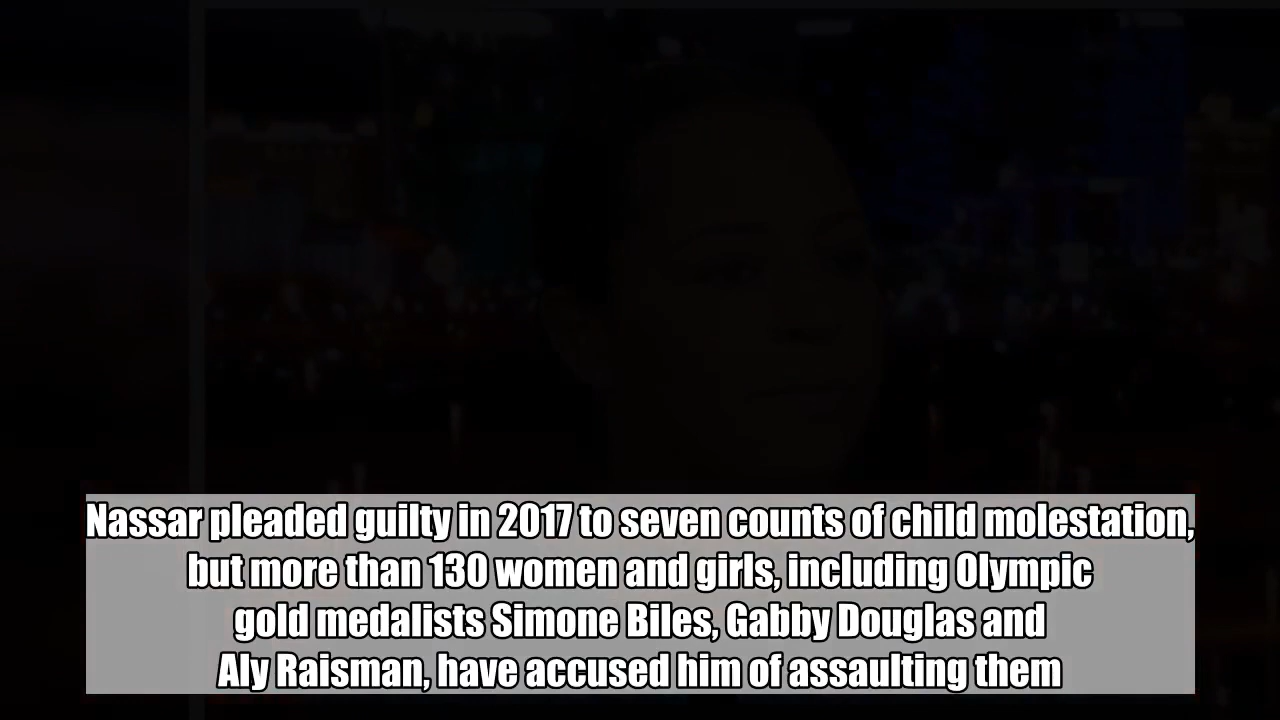 Nassar pleaded guilty in 2017 to seven counts of child molestation,
but more than 130 women and girls, including Olympic
gold medalists Simone Biles, Gabby Douglas and
Aly Raisman, have accused him of assaulting them